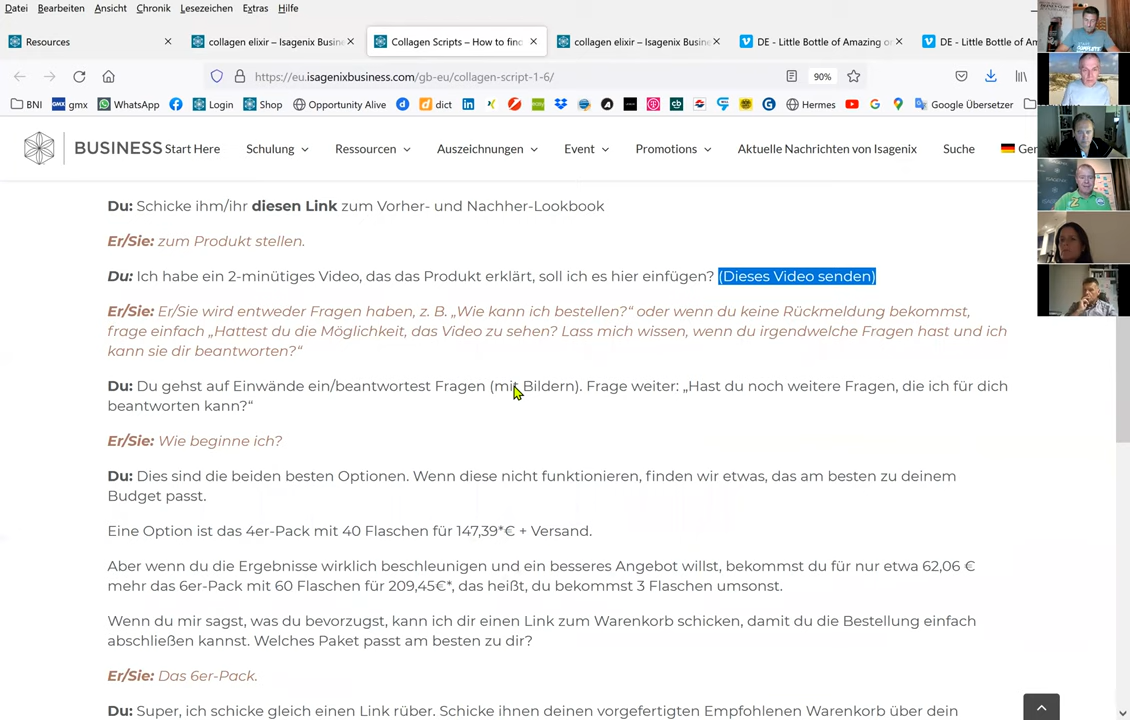 Datei Bearbeiten Ansicht Chronik Lesezeichen Extras Hilfe
Resources
collagen elixir – Isagenix Busine
Collagen Scripts – How to find
collagen elixir – Isagenix Busin
DE - Little Bottle of Amazing or
DE - Little Bottle of Am
https://eu.isagenixbusiness.com/gb-eu/collagen-script-1-6/
90%
BNI gmx WhatsApp Login Shop Opportunity Alive dict Hermes Google Übersetzer
BUSINESS Start Here Schulung Ressourcen Auszeichnungen Event Promotions Aktuelle Nachrichten von Isagenix Suche Ger
Du: Schicke ihm/ihr diesen Link zum Vorher- und Nachher-Lookbook
Er/Sie: zum Produkt stellen.
Du: Ich habe ein 2-minütiges Video, das das Produkt erklärt, soll ich es hier einfügen? (Dieses Video senden)
Er/Sie: Er/Sie wird entweder Fragen haben, z. B. „Wie kann ich bestellen?“ oder wenn du keine Rückmeldung bekommst,
frage einfach „Hattest du die Möglichkeit, das Video zu sehen? Lass mich wissen, wenn du irgendwelche Fragen hast und ich
kann sie dir beantworten?“
Du: Du gehst auf Einwände ein/beantwortest Fragen (mit Bildern). Frage weiter: „Hast du noch weitere Fragen, die ich für dich
beantworten kann?“
Er/Sie: Wie beginne ich?
Du: Dies sind die beiden besten Optionen. Wenn diese nicht funktionieren, finden wir etwas, das am besten zu deinem
Budget passt.
Eine Option ist das 4er-Pack mit 40 Flaschen für 147,39*€ + Versand.
Aber wenn du die Ergebnisse wirklich beschleunigen und ein besseres Angebot willst, bekommst du für nur etwa 62,06 €
mehr das 6er-Pack mit 60 Flaschen für 209,45€*, das heißt, du bekommst 3 Flaschen umsonst.
Wenn du mir sagst, was du bevorzugst, kann ich dir einen Link zum Warenkorb schicken, damit du die Bestellung einfach
abschließen kannst. Welches Paket passt am besten zu dir?
Er/Sie: Das 6er-Pack.
Du: Super, ich schicke gleich einen Link rüber. Schicke ihnen deinen vorgefertigten Empfohlenen Warenkorb über dein